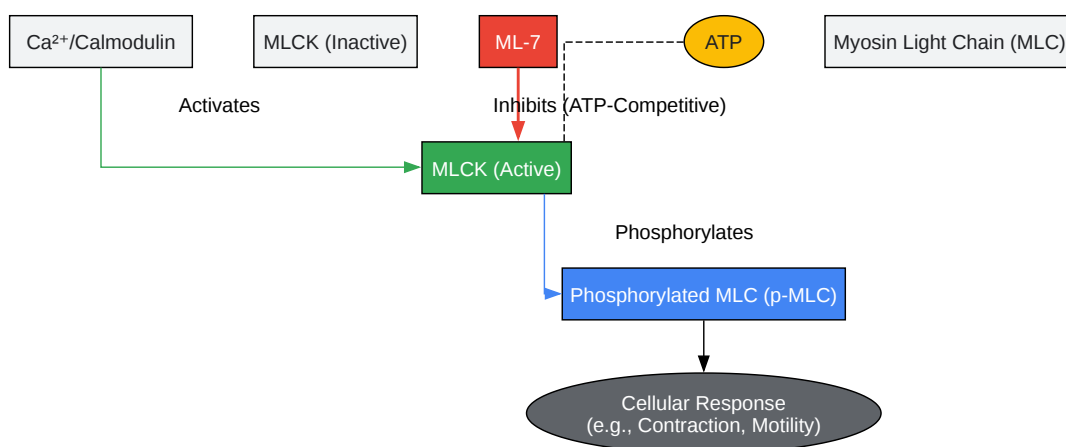 Ca²⁺/Calmodulin
MLCK (Inactive)
ML-7
ATP
Myosin Light Chain (MLC)
Activates
Inhibits (ATP-Competitive)
MLCK (Active)
Phosphorylates
Phosphorylated MLC (p-MLC)
Cellular Response
(e.g., Contraction, Motility)